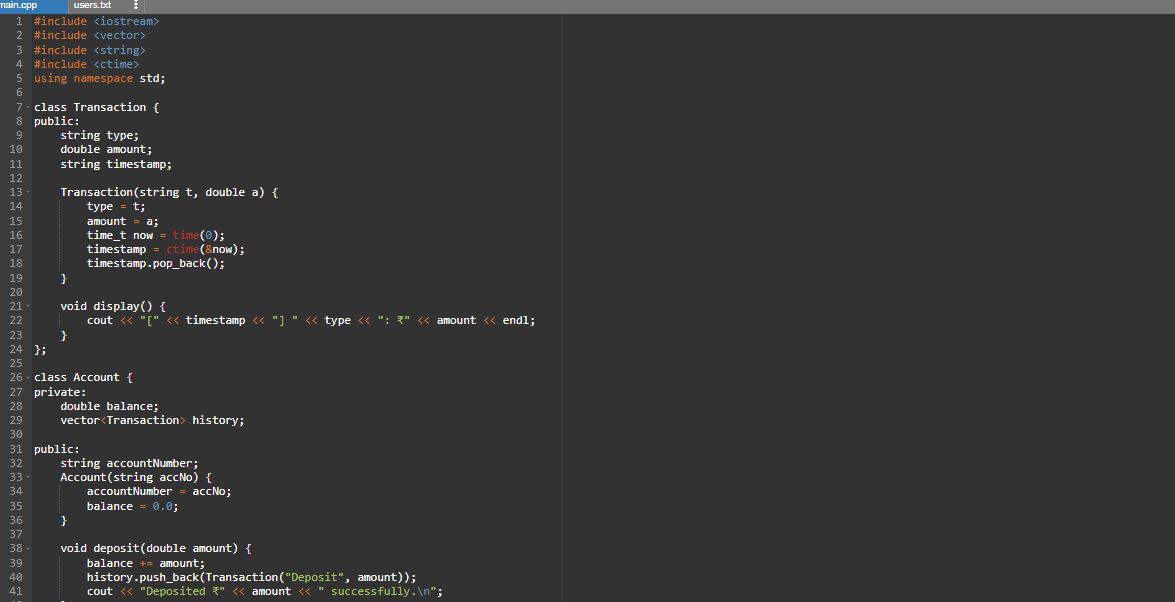 main.cpp users.txt ⋮
1 #include <iostream>
2 #include <vector>
3 #include <string>
4 #include <ctime>
5 using namespace std;
6
7 class Transaction {
8 public:
9     string type;
10     double amount;
11     string timestamp;
12
13     Transaction(string t, double a) {
14         type = t;
15         amount = a;
16         time_t now = time(0);
17         timestamp = ctime(&now);
18         timestamp.pop_back();
19     }
20
21     void display() {
22         cout << "[" << timestamp << "] " << type << ": ₹" << amount << endl;
23     }
24 };
25
26 class Account {
27 private:
28     double balance;
29     vector<Transaction> history;
30
31 public:
32     string accountNumber;
33     Account(string accNo) {
34         accountNumber = accNo;
35         balance = 0.0;
36     }
37
38     void deposit(double amount) {
39         balance += amount;
40         history.push_back(Transaction("Deposit", amount));
41         cout << "Deposited ₹" << amount << " successfully.\n";